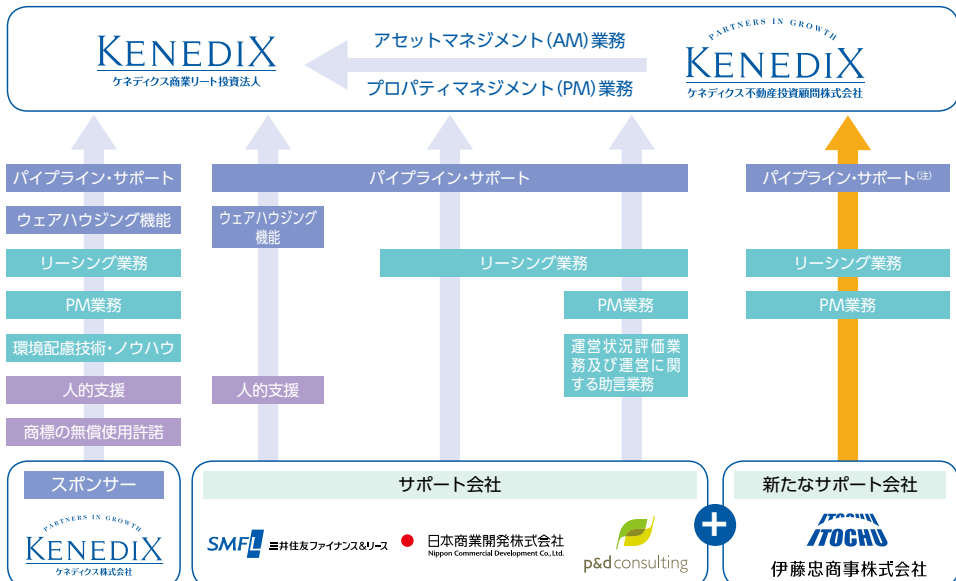 KENEDIX
ケネディクス商業リート投資法人
アセットマネジメント(AM)業務
プロパティマネジメント(PM)業務
PARTNERS IN GROWTH
KENEDIX
ケネディクス不動産投資顧問株式会社
パイプライン・サポート
ウェアハウジング機能
リーシング業務
PM業務
環境配慮技術・ノウハウ
人的支援
商標の無償使用許諾
パイプライン・サポート
ウェアハウジング
機能
リーシング業務
PM業務
運営状況評価業
務及び運営に関
する助言業務
人的支援
パイプライン・サポート(注)
リーシング業務
PM業務
スポンサー
PARTNERS IN GROWTH
KENEDIX
ケネディクス株式会社
サポート会社
SMFL 三井住友ファイナンス&リース
日本商業開発株式会社
Nippon Commercial Development Co.,Ltd.
p&d consulting
+
新たなサポート会社
ITOCHU
ITOCHU
伊藤忠商事株式会社